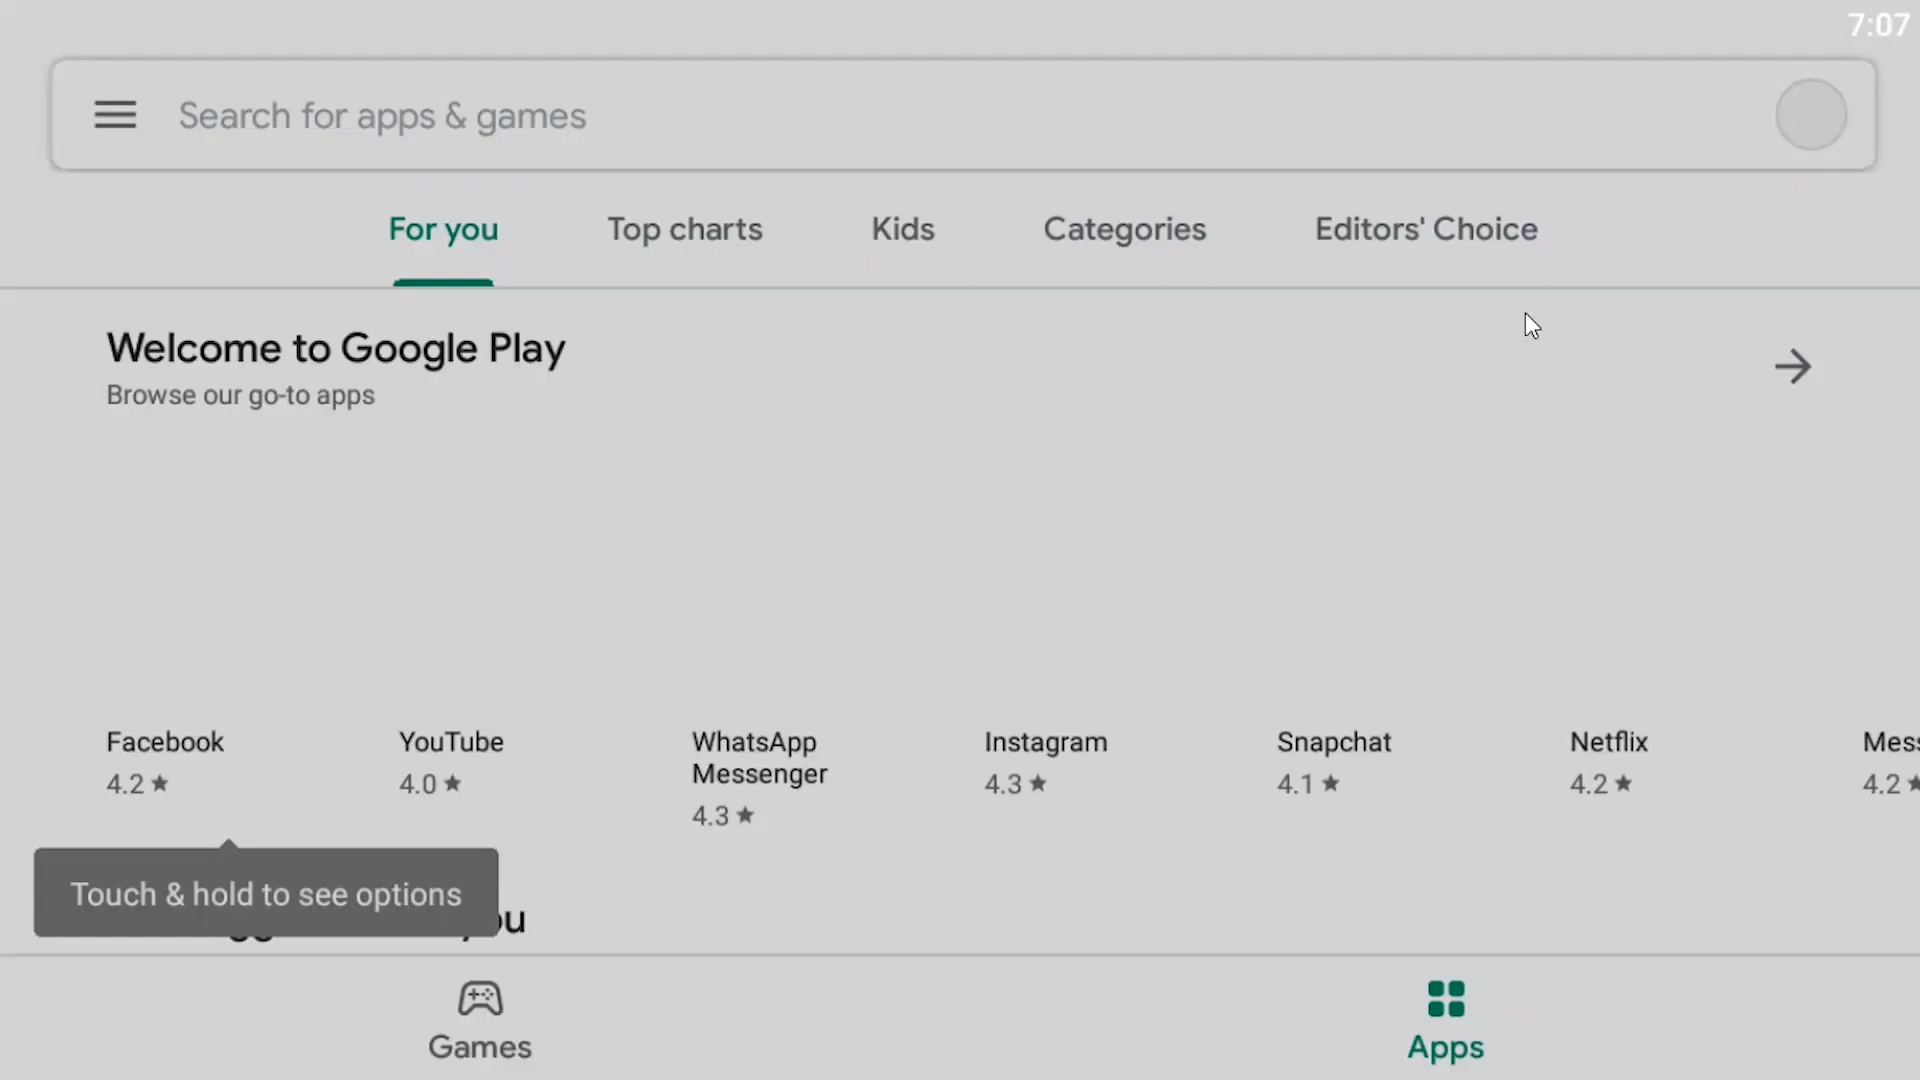 7:07
Search for apps & games
For you Top charts Kids Categories Editors' Choice
Welcome to Google Play
Browse our go-to apps
Facebook YouTube WhatsApp Messenger Instagram Snapchat Netflix
4.2 ★ 4.0 ★ 4.3 ★ 4.3 ★ 4.1 ★ 4.2 ★ 4.2 ★
Touch & hold to see options
Games Apps